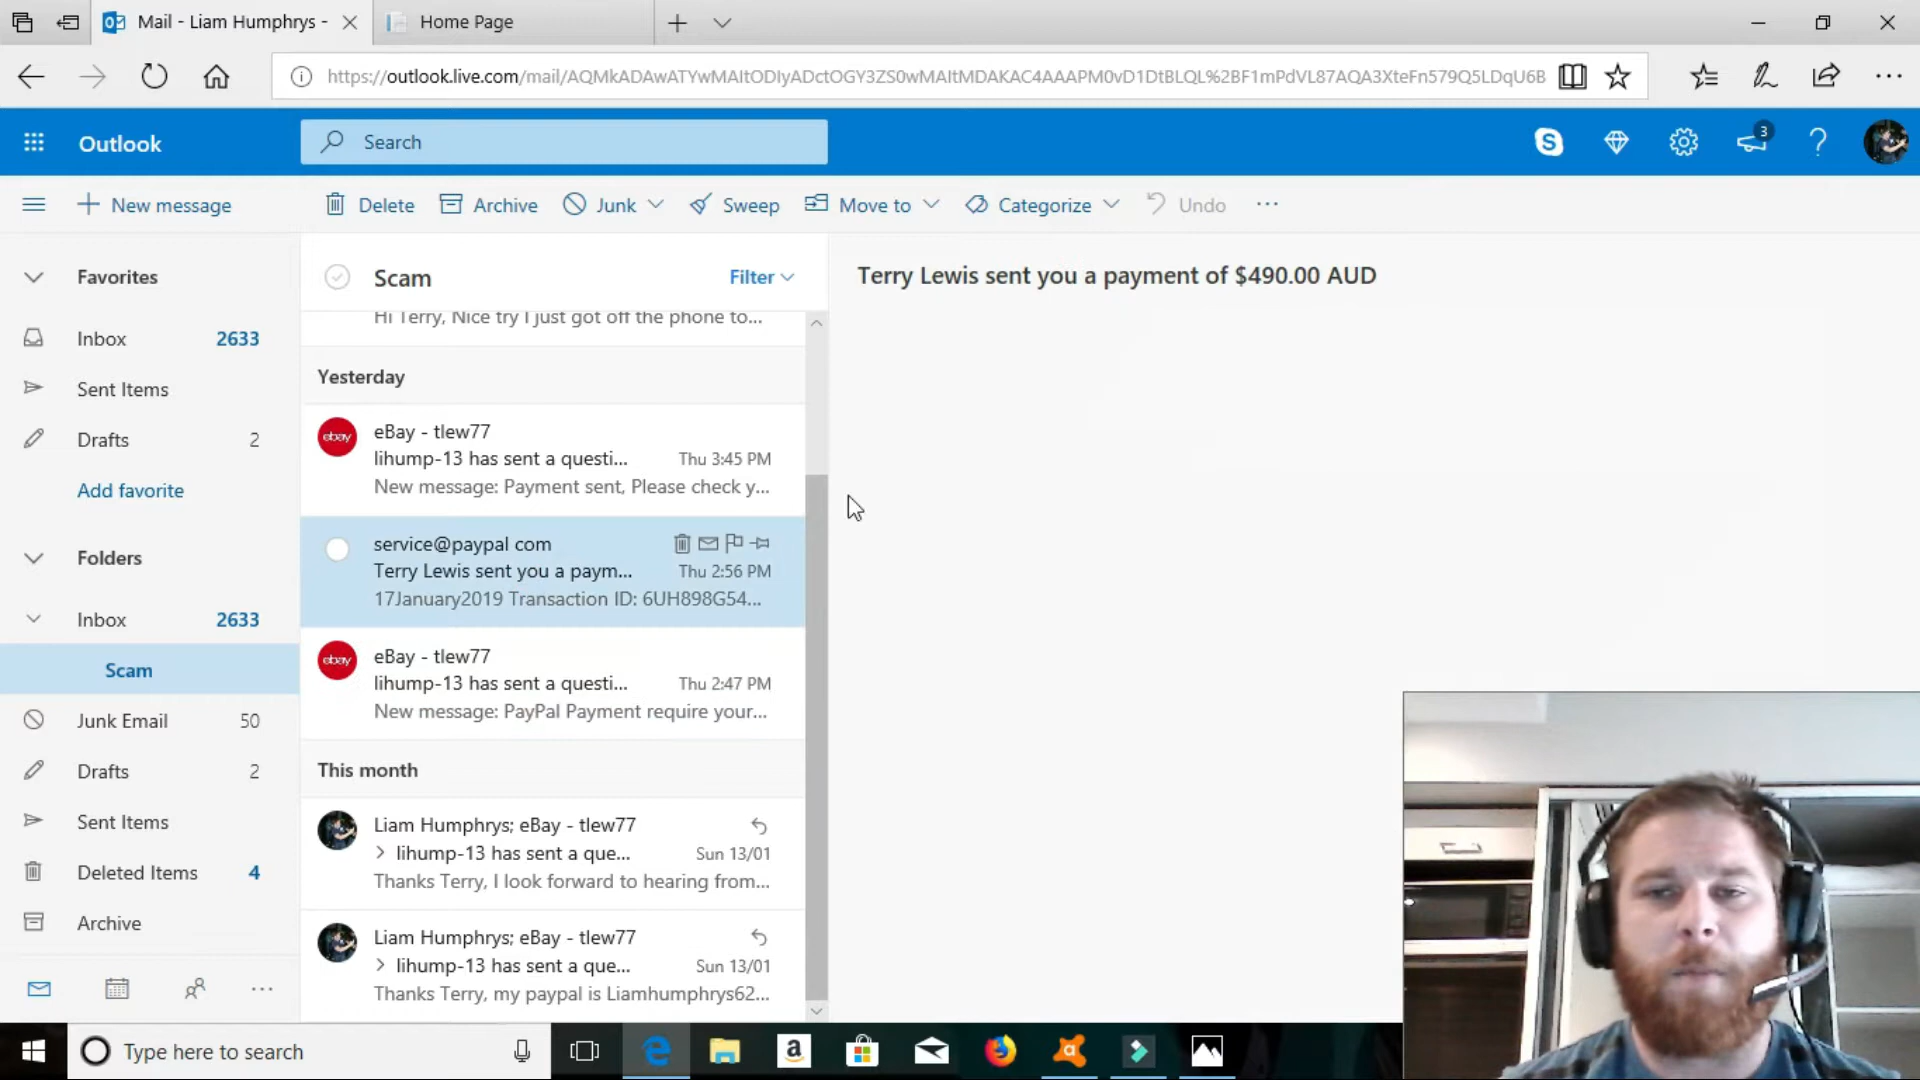 Mail - Liam Humphrys -
Home Page
https://outlook.live.com/mail/AQMkADAwATYwMAItODIyADctOGY3ZS0wMAItMDAKAC4AAAPM0vD1DtBLQL%2BF1mPdVL87AQA3XteFn579Q5LDqU6B
Outlook
Search
3
New message
Delete
Archive
Junk
Sweep
Move to
Categorize
Undo
Favorites
Inbox 2633
Sent Items
Drafts 2
Add favorite
Folders
Inbox 2633
Scam
Junk Email 50
Drafts 2
Sent Items
Deleted Items 4
Archive
Scam
Filter
Hi Terry, Nice try I just got off the phone to...
Yesterday
ebay
eBay - tlew77
lihump-13 has sent a questi... Thu 3:45 PM
New message: Payment sent, Please check y...
service@paypal com
Terry Lewis sent you a paym... Thu 2:56 PM
17January2019 Transaction ID: 6UH898G54...
ebay
eBay - tlew77
lihump-13 has sent a questi... Thu 2:47 PM
New message: PayPal Payment require your...
This month
Liam Humphrys; eBay - tlew77
lihump-13 has sent a que... Sun 13/01
Thanks Terry, I look forward to hearing from...
Liam Humphrys; eBay - tlew77
lihump-13 has sent a que... Sun 13/01
Thanks Terry, my paypal is Liamhumphrys62...
Terry Lewis sent you a payment of $490.00 AUD
Type here to search